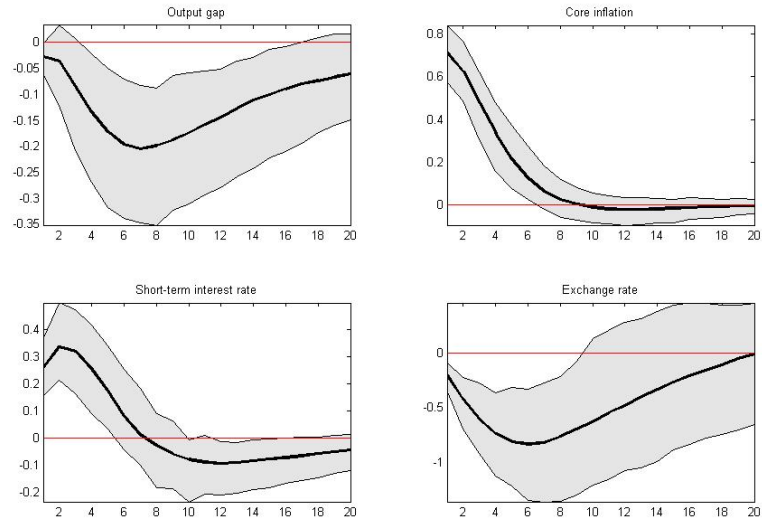 Output gap
0
-0.05
-0.1
-0.15
-0.2
-0.25
-0.3
-0.35
2 4 6 8 10 12 14 16 18 20
Core inflation
0.8
0.6
0.4
0.2
0
2 4 6 8 10 12 14 16 18 20
Short-term interest rate
0.4
0.3
0.2
0.1
0
-0.1
-0.2
2 4 6 8 10 12 14 16 18 20
Exchange rate
0
-0.5
-1
2 4 6 8 10 12 14 16 18 20